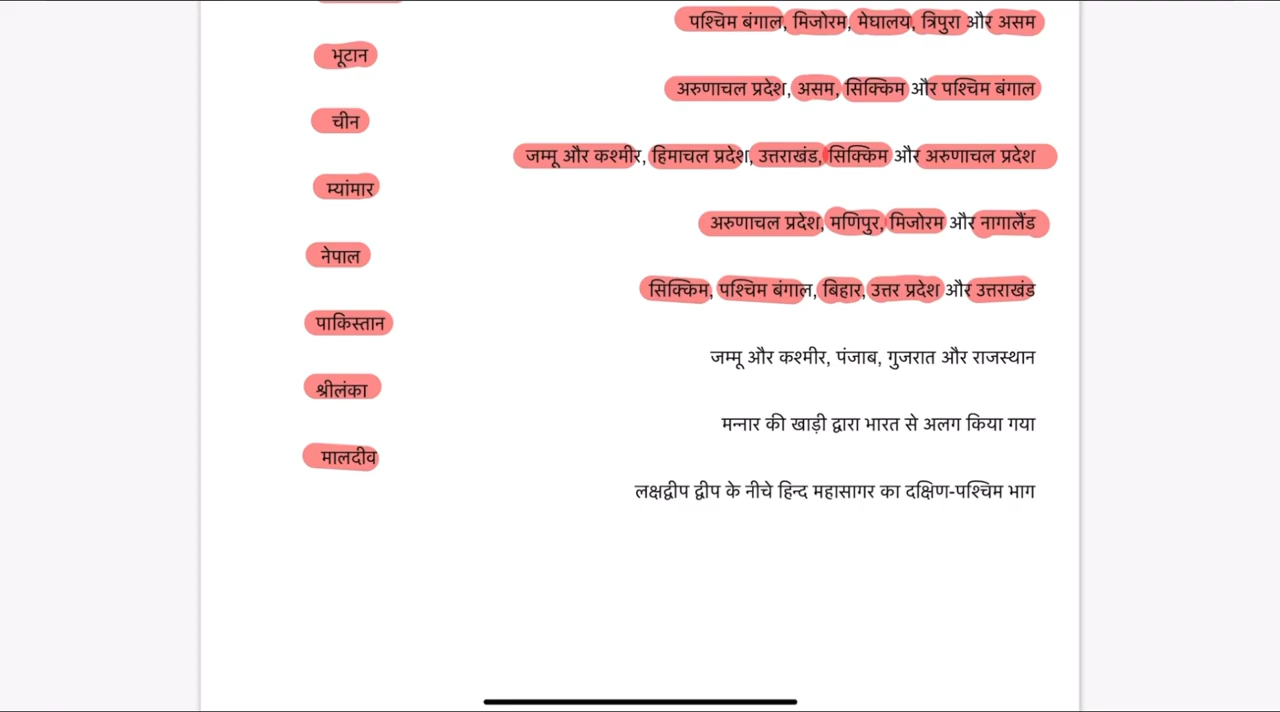 पश्चिम बंगाल, मिजोरम, मेघालय, त्रिपुरा और असम
भूटान
अरुणाचल प्रदेश, असम, सिक्किम और पश्चिम बंगाल
चीन
जम्मू और कश्मीर, हिमाचल प्रदेश, उत्तराखंड, सिक्किम और अरुणाचल प्रदेश
म्यांमार
अरुणाचल प्रदेश, मणिपुर, मिजोरम और नागालैंड
नेपाल
सिक्किम, पश्चिम बंगाल, बिहार, उत्तर प्रदेश और उत्तराखंड
पाकिस्तान
जम्मू और कश्मीर, पंजाब, गुजरात और राजस्थान
श्रीलंका
मन्नार की खाड़ी द्वारा भारत से अलग किया गया
मालदीव
लक्षद्वीप द्वीप के नीचे हिन्द महासागर का दक्षिण-पश्चिम भाग